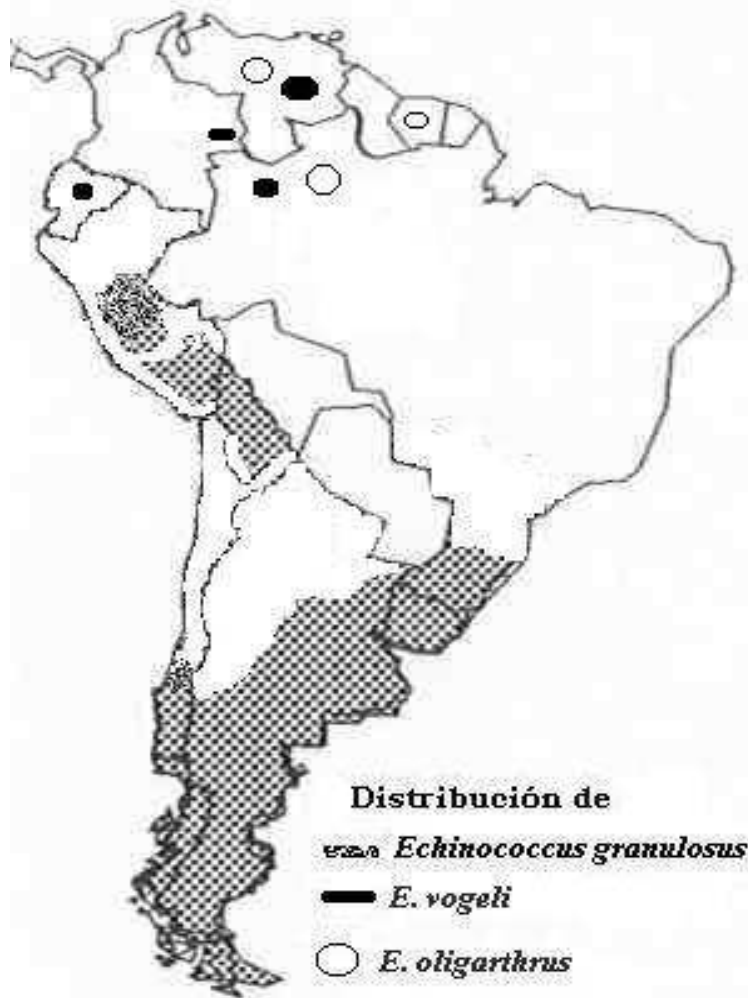 Distribución de
Echinococcus granulosus
E. vogeli
E. oligarthrus